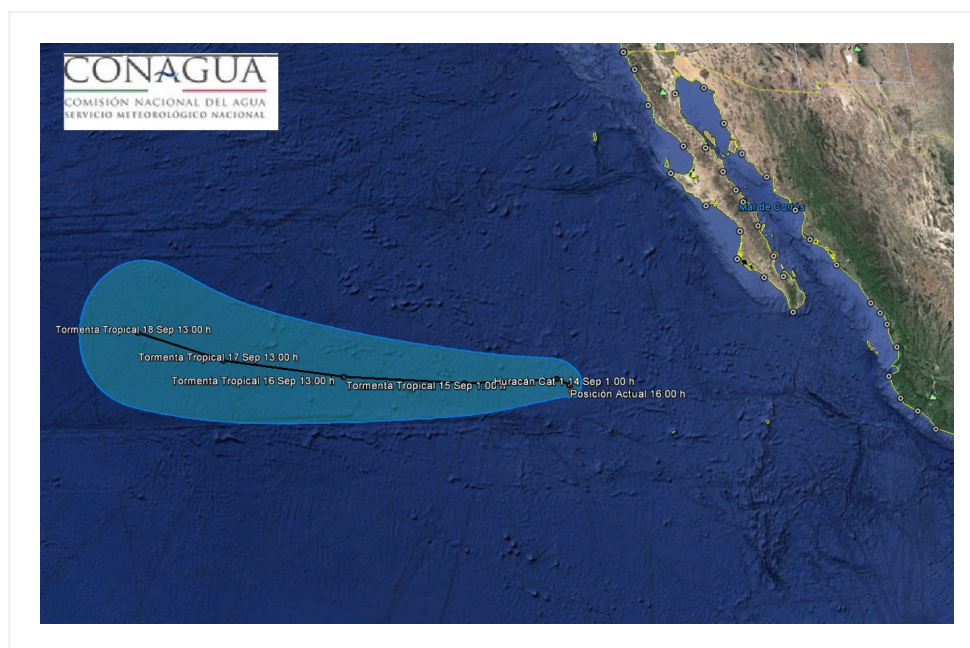 CONAGUA
COMISIÓN NACIONAL DEL AGUA
SERVICIO METEOROLÓGICO NACIONAL
Mar de Cortés
Tormenta Tropical 18 Sep 13:00 h
Tormenta Tropical 17 Sep 13:00 h
Tormenta Tropical 16 Sep 13:00 h
Tormenta Tropical 15 Sep 1:00 h
Huracán Cat 1 14 Sep 1:00 h
Posición Actual 16:00 h